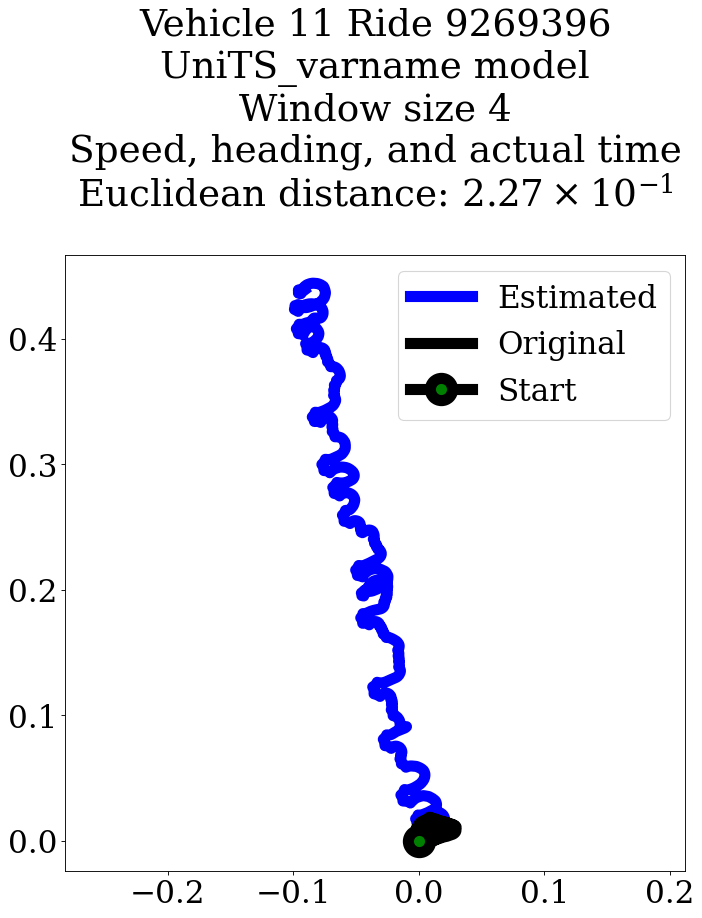 Vehicle 11 Ride 9269396
UniTS_varname model
Window size 4
Speed, heading, and actual time
Euclidean distance: 2.27 × 10⁻¹
Estimated
Original
Start
0.4
0.3
0.2
0.1
0.0
−0.2 −0.1 0.0 0.1 0.2